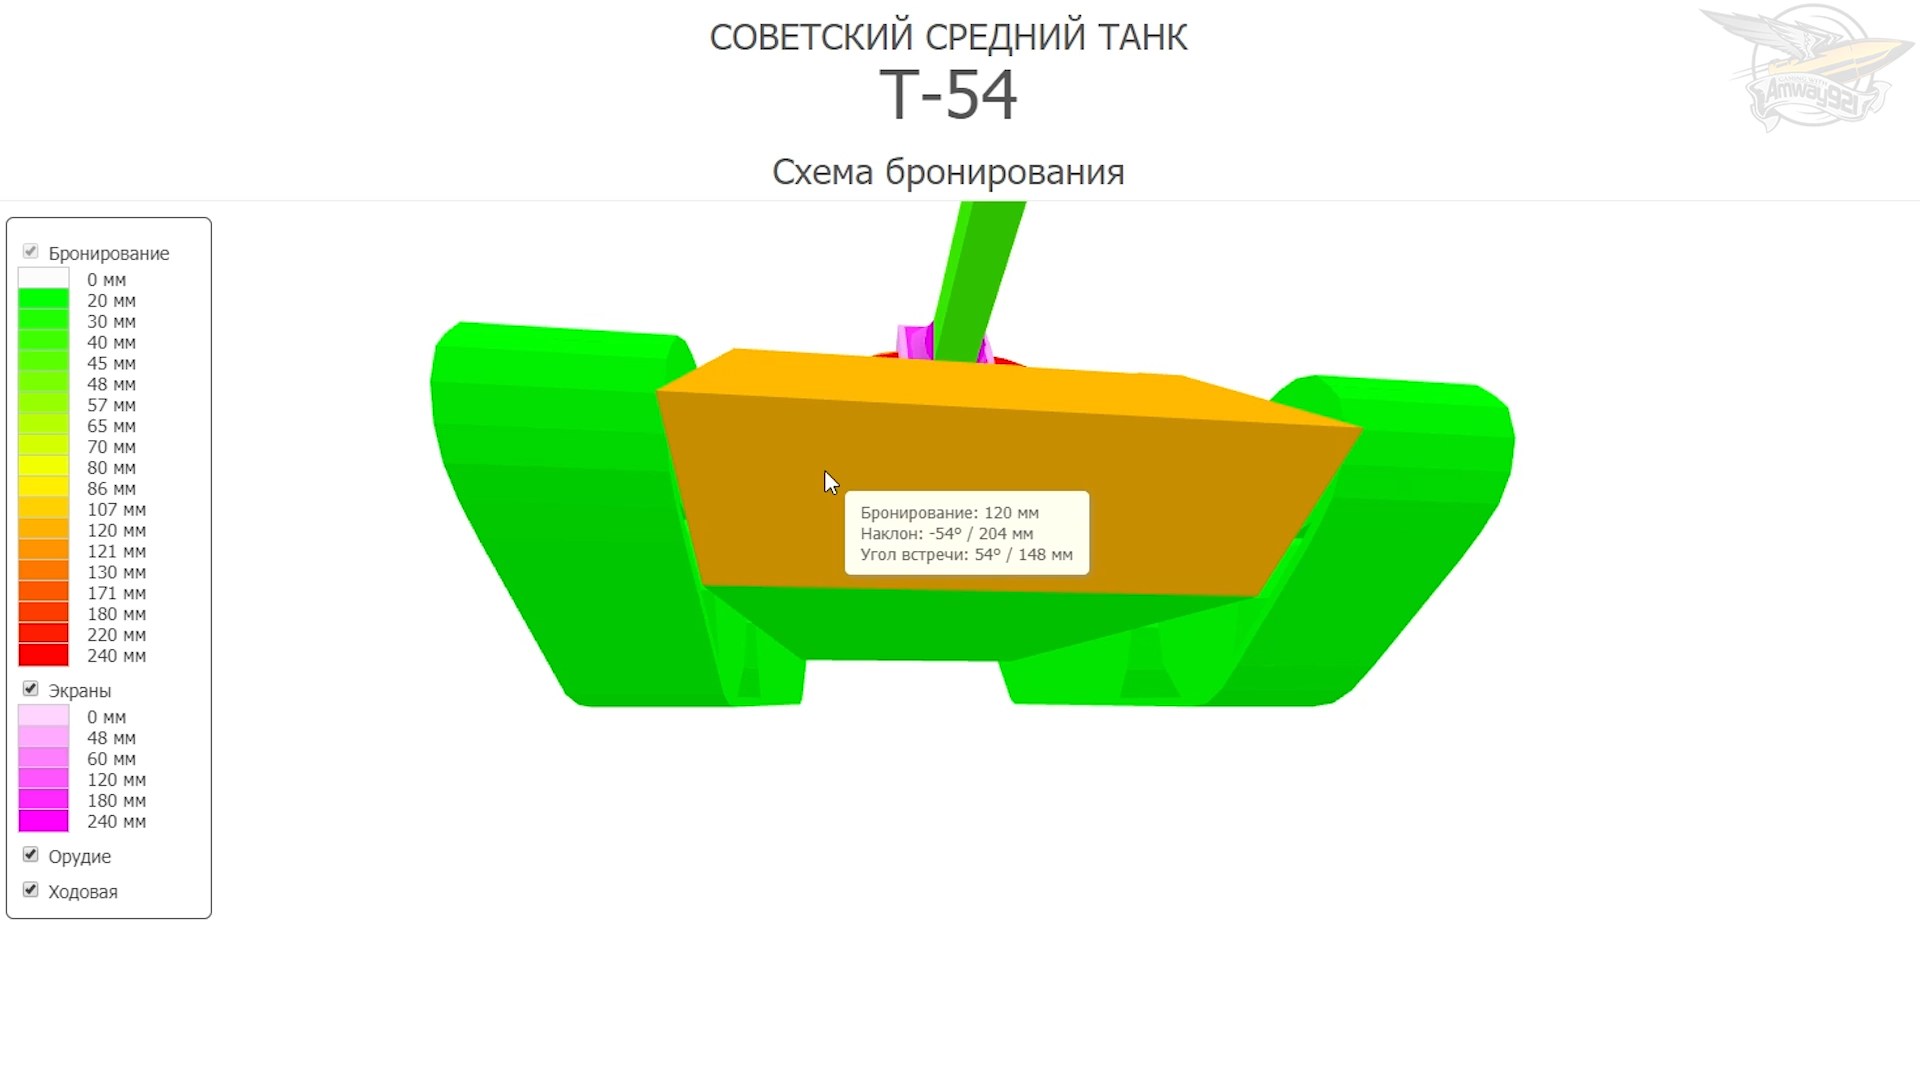 СОВЕТСКИЙ СРЕДНИЙ ТАНК
Т-54
Схема бронирования
Amway921
Бронирование
0 мм
20 мм
30 мм
40 мм
45 мм
48 мм
57 мм
65 мм
70 мм
80 мм
86 мм
107 мм
120 мм
121 мм
130 мм
171 мм
180 мм
220 мм
240 мм
Экраны
0 мм
48 мм
60 мм
120 мм
180 мм
240 мм
Орудие
Ходовая
Бронирование: 120 мм
Наклон: -54º / 204 мм
Угол встречи: 54º / 148 мм